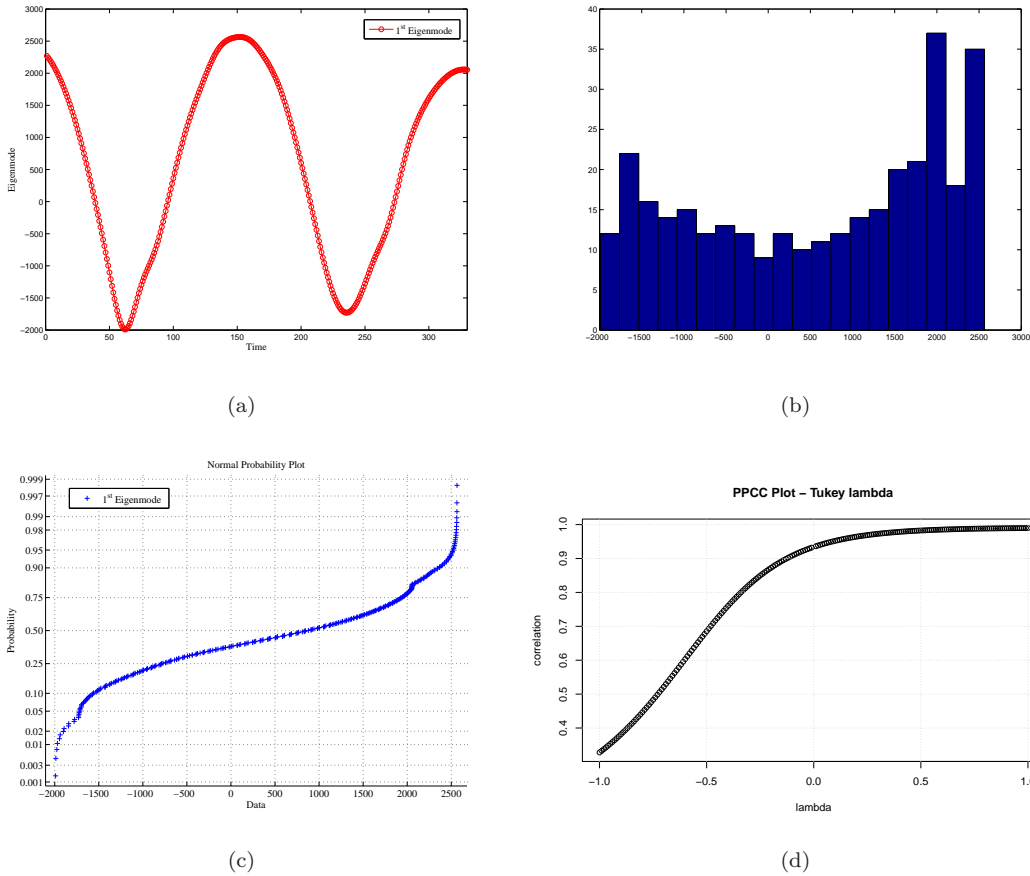 3000
2500
2000
1500
1000
500
0
−500
−1000
−1500
−2000
0 50 100 150 200 250 300
Eigenmode
Time
1st Eigenmode
(a)
40
35
30
25
20
15
10
5
0
−2000 −1500 −1000 −500 0 500 1000 1500 2000 2500 3000
(b)
Normal Probability Plot
1st Eigenmode
0.999
0.997
0.99
0.98
0.95
0.90
0.75
0.50
0.25
0.10
0.05
0.02
0.01
0.003
0.001
Probability
−2000 −1500 −1000 −500 0 500 1000 1500 2000 2500
Data
(c)
PPCC Plot − Tukey lambda
1.0
0.9
0.8
0.7
0.6
0.5
0.4
correlation
−1.0 −0.5 0.0 0.5 1.0
lambda
(d)